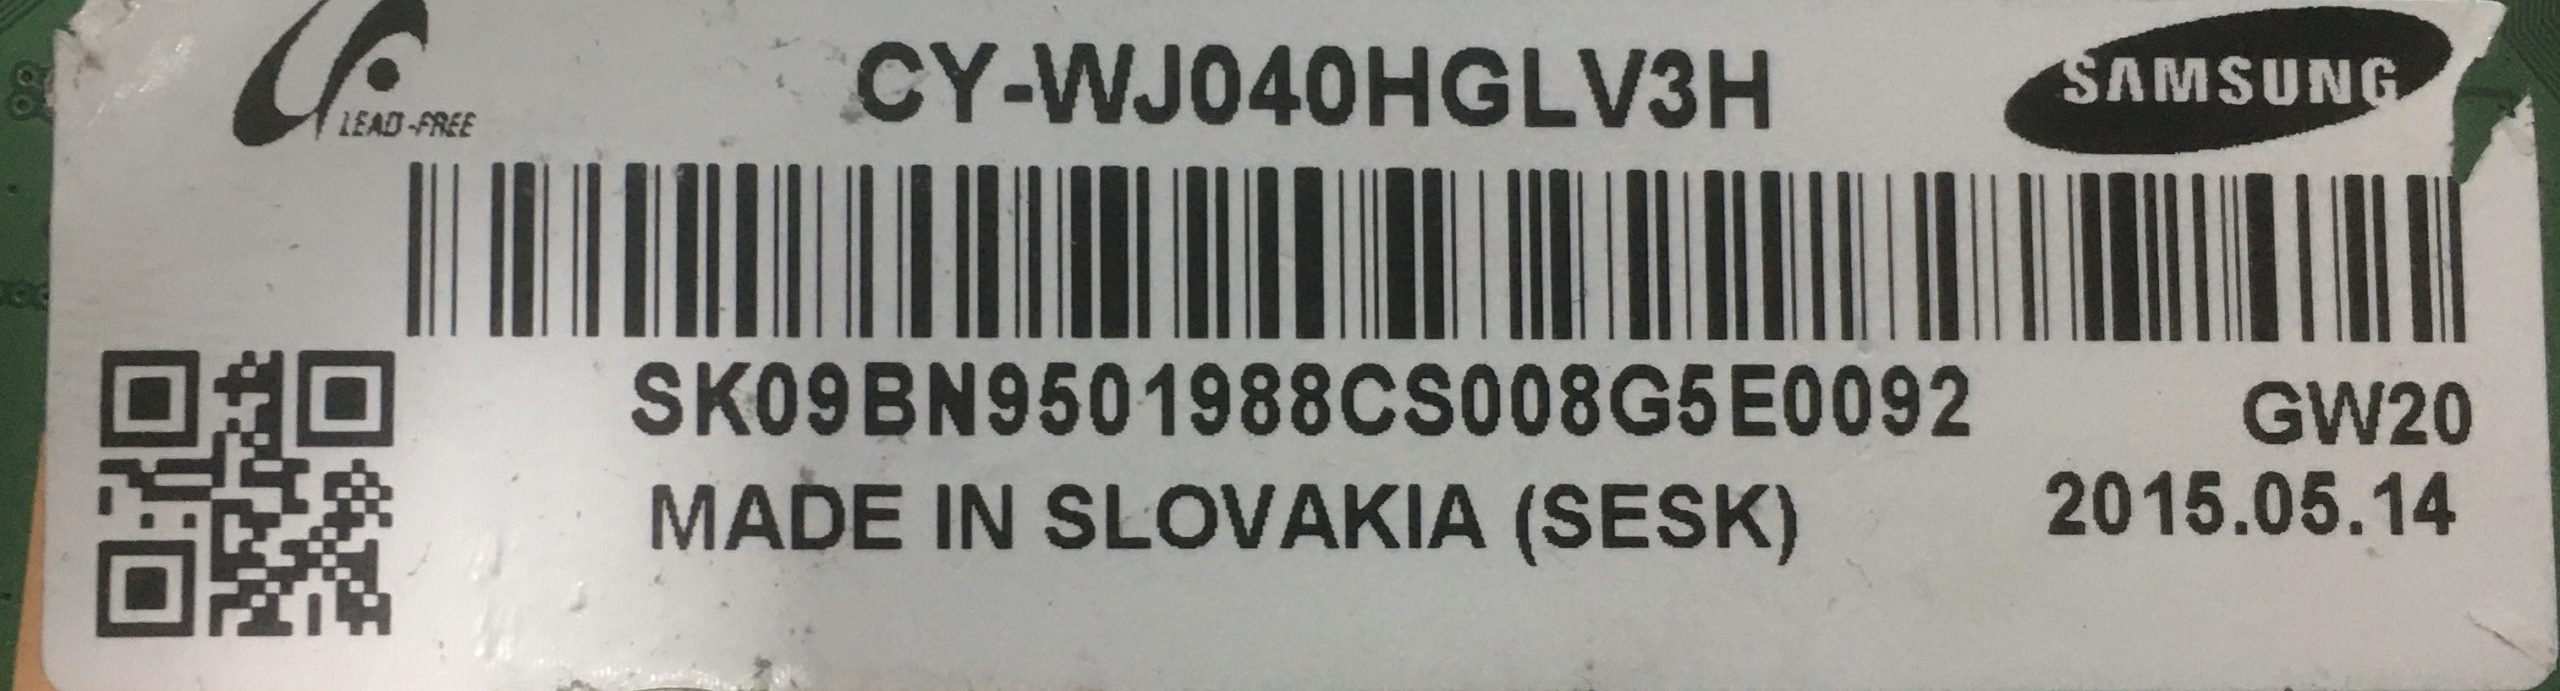 LEAD-FREE
CY-WJ040HGLV3H
SAMSUNG
SK09BN9501988CS008G5E0092
GW20
MADE IN SLOVAKIA (SESK)
2015.05.14